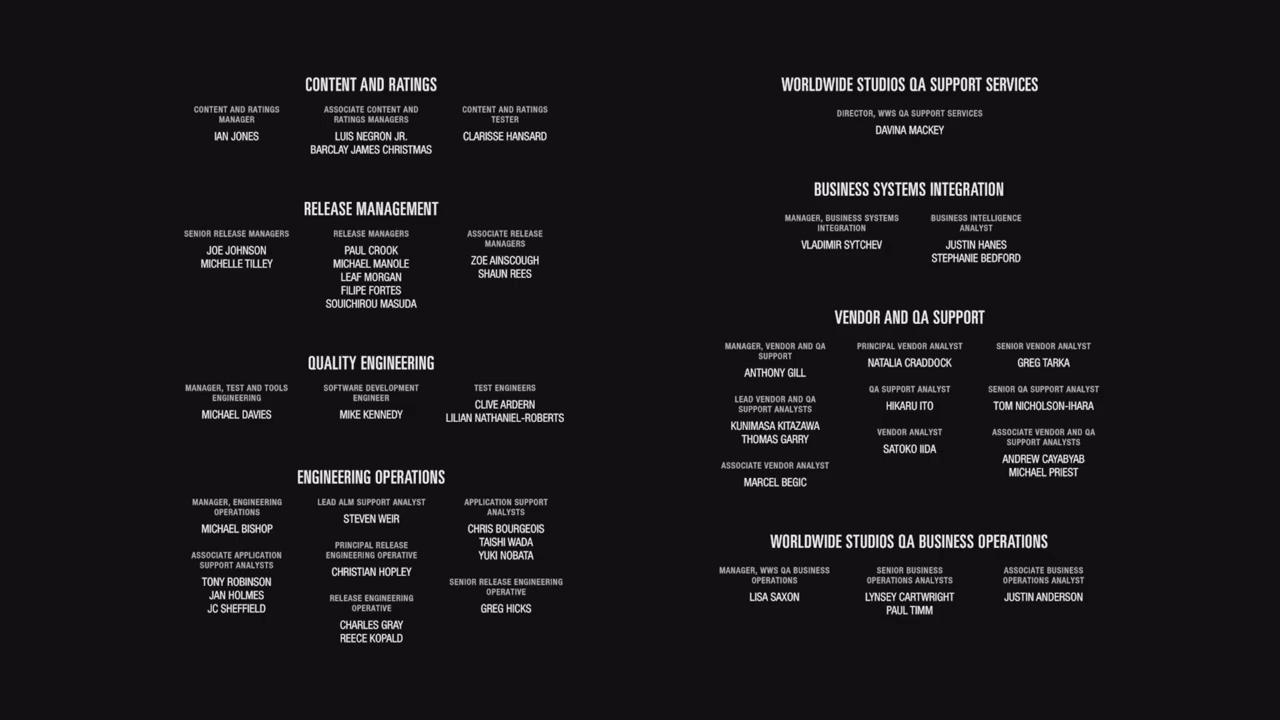 CONTENT AND RATINGS
CONTENT AND RATINGS
MANAGER
IAN JONES
ASSOCIATE CONTENT AND
RATINGS MANAGERS
LUIS NEGRON JR.
BARCLAY JAMES CHRISTMAS
CONTENT AND RATINGS
TESTER
CLARISSE HANSARD
RELEASE MANAGEMENT
SENIOR RELEASE MANAGERS
JOE JOHNSON
MICHELLE TILLEY
RELEASE MANAGERS
PAUL CROOK
MICHAEL MANOLE
LEAF MORGAN
FILIPE FORTES
SOUICHIROU MASUDA
ASSOCIATE RELEASE
MANAGERS
ZOE AINSCOUGH
SHAUN REES
QUALITY ENGINEERING
MANAGER, TEST AND TOOLS
ENGINEERING
MICHAEL DAVIES
SOFTWARE DEVELOPMENT
ENGINEER
MIKE KENNEDY
TEST ENGINEERS
CLIVE ARDERN
LILIAN NATHANIEL-ROBERTS
ENGINEERING OPERATIONS
MANAGER, ENGINEERING
OPERATIONS
MICHAEL BISHOP
ASSOCIATE APPLICATION
SUPPORT ANALYSTS
TONY ROBINSON
JAN HOLMES
JC SHEFFIELD
LEAD ALM SUPPORT ANALYST
STEVEN WEIR
PRINCIPAL RELEASE
ENGINEERING OPERATIVE
CHRISTIAN HOPLEY
RELEASE ENGINEERING
OPERATIVE
CHARLES GRAY
REECE KOPALD
APPLICATION SUPPORT
ANALYSTS
CHRIS BOURGEOIS
TAISHI WADA
YUKI NOBATA
SENIOR RELEASE ENGINEERING
OPERATIVE
GREG HICKS
WORLDWIDE STUDIOS QA SUPPORT SERVICES
DIRECTOR, WWS QA SUPPORT SERVICES
DAVINA MACKEY
BUSINESS SYSTEMS INTEGRATION
MANAGER, BUSINESS SYSTEMS
INTEGRATION
VLADIMIR SYTCHEV
BUSINESS INTELLIGENCE
ANALYST
JUSTIN HANES
STEPHANIE BEDFORD
VENDOR AND QA SUPPORT
MANAGER, VENDOR AND QA
SUPPORT
ANTHONY GILL
LEAD VENDOR AND QA
SUPPORT ANALYSTS
KUNIMASA KITAZAWA
THOMAS GARRY
ASSOCIATE VENDOR ANALYST
MARCEL BEGIC
PRINCIPAL VENDOR ANALYST
NATALIA CRADDOCK
QA SUPPORT ANALYST
HIKARU ITO
VENDOR ANALYST
SATOKO IIDA
SENIOR VENDOR ANALYST
GREG TARKA
SENIOR QA SUPPORT ANALYST
TOM NICHOLSON-IHARA
ASSOCIATE VENDOR AND QA
SUPPORT ANALYSTS
ANDREW CAYABYAB
MICHAEL PRIEST
WORLDWIDE STUDIOS QA BUSINESS OPERATIONS
MANAGER, WWS QA BUSINESS
OPERATIONS
LISA SAXON
SENIOR BUSINESS
OPERATIONS ANALYSTS
LYNSEY CARTWRIGHT
PAUL TIMM
ASSOCIATE BUSINESS
OPERATIONS ANALYST
JUSTIN ANDERSON